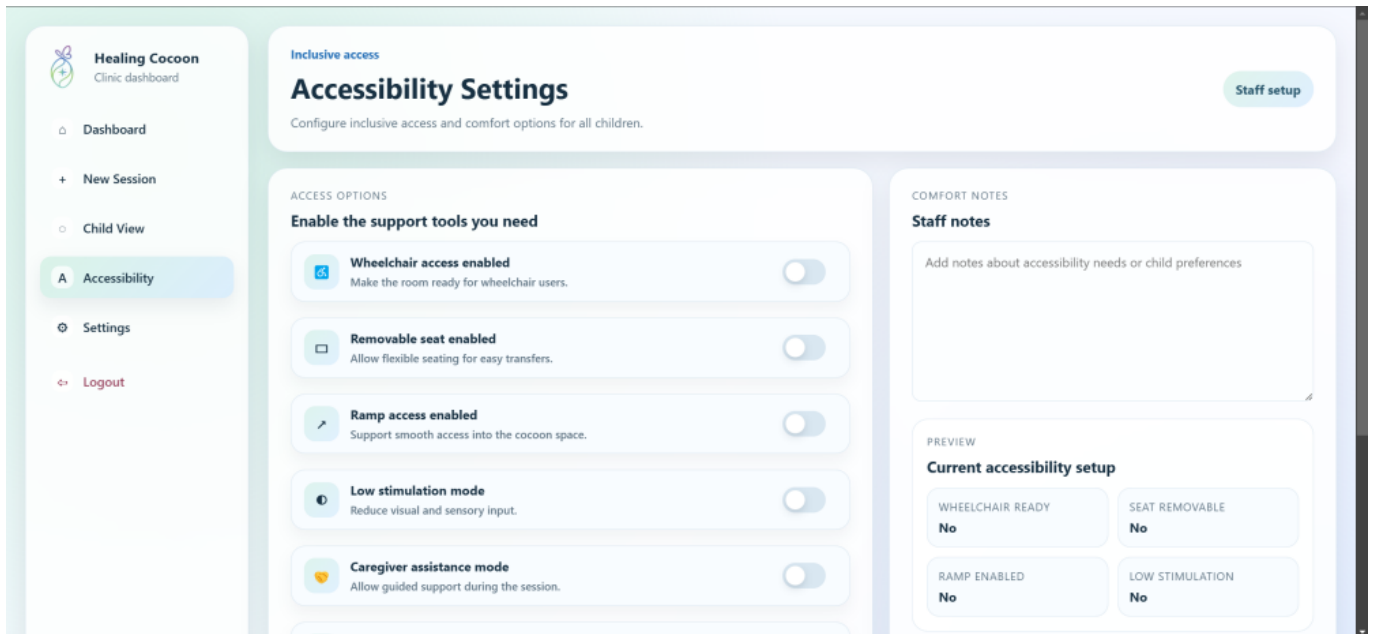 Healing Cocoon
Clinic dashboard
Dashboard
+ New Session
Child View
A Accessibility
Settings
Logout
Inclusive access
Accessibility Settings
Configure inclusive access and comfort options for all children.
Staff setup
ACCESS OPTIONS
Enable the support tools you need
Wheelchair access enabled
Make the room ready for wheelchair users.
Removable seat enabled
Allow flexible seating for easy transfers.
Ramp access enabled
Support smooth access into the cocoon space.
Low stimulation mode
Reduce visual and sensory input.
Caregiver assistance mode
Allow guided support during the session.
COMFORT NOTES
Staff notes
Add notes about accessibility needs or child preferences
PREVIEW
Current accessibility setup
WHEELCHAIR READY
No
SEAT REMOVABLE
No
RAMP ENABLED
No
LOW STIMULATION
No